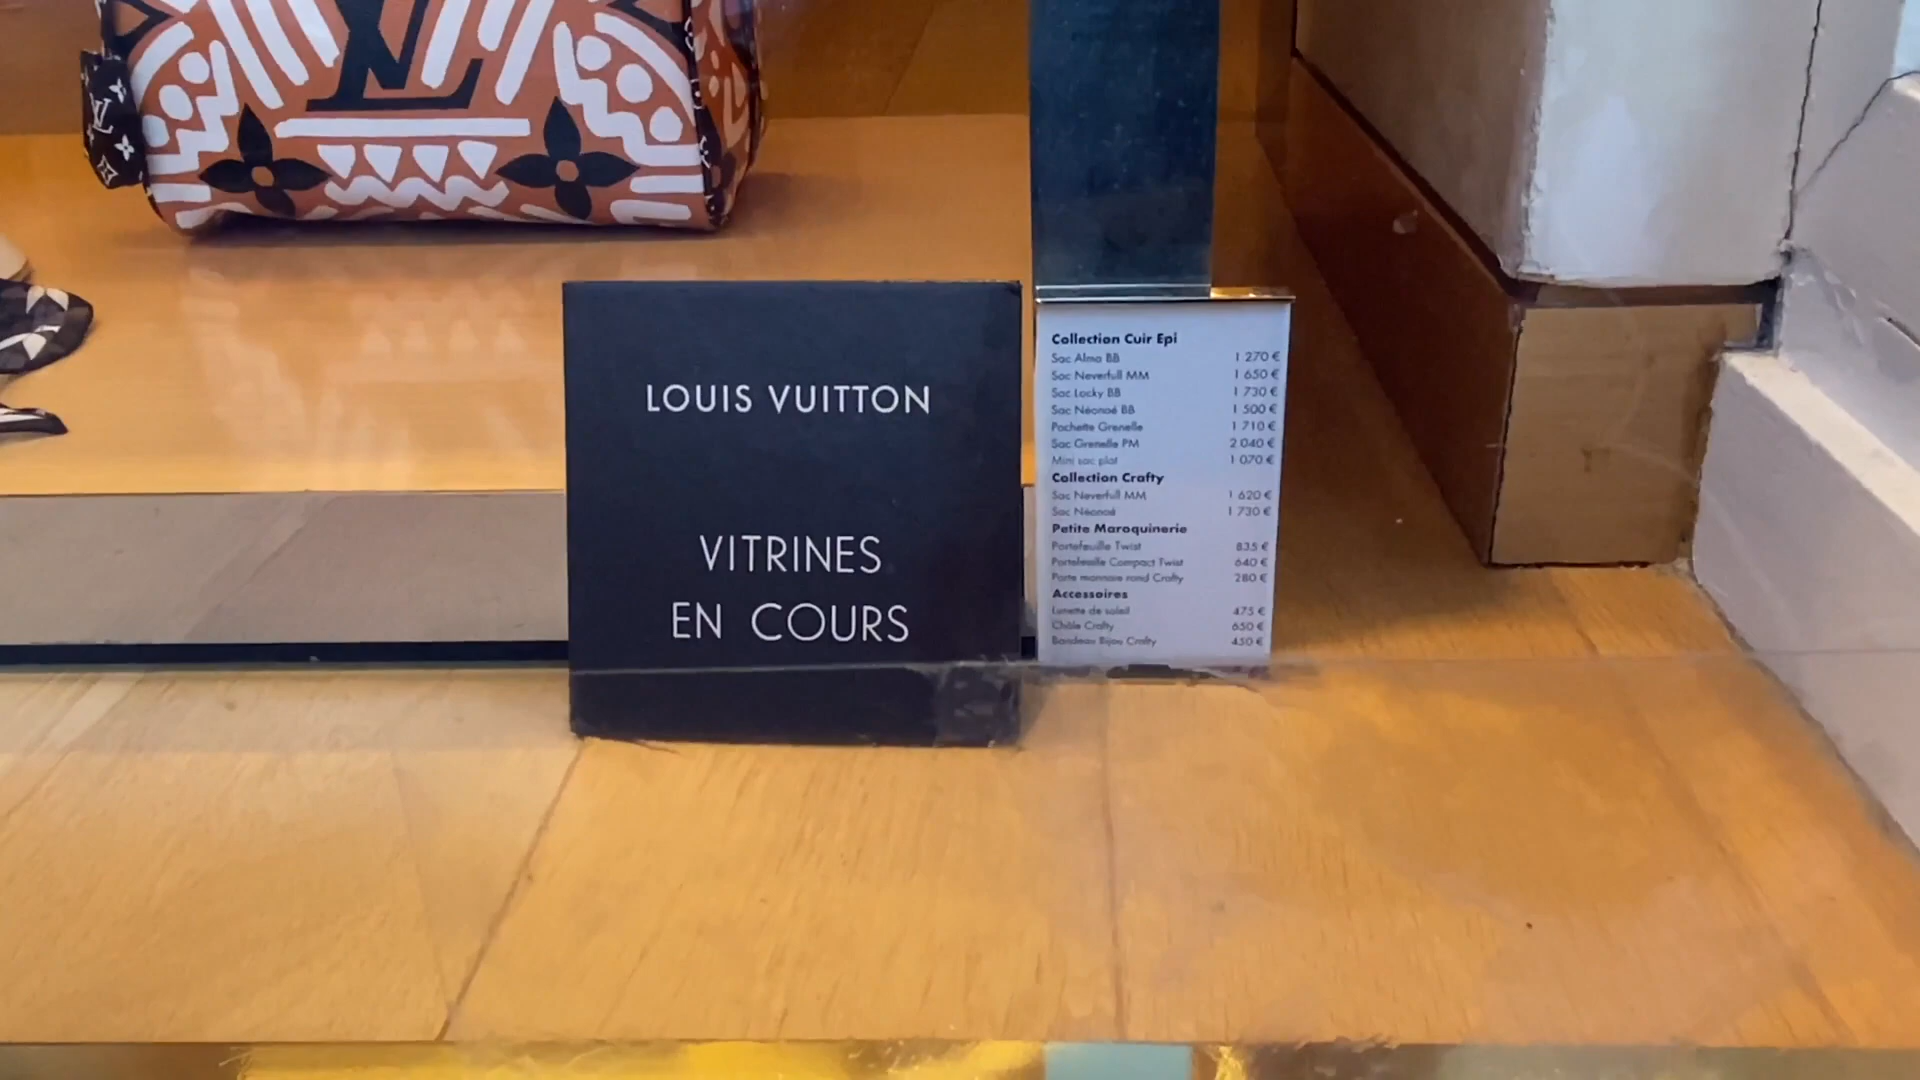 LV
LOUIS VUITTON
VITRINES
EN COURS
Collection Cuir Epi
Sac Alma BB 1 270 €
Sac Neverfull MM 1 650 €
Sac Locky BB 1 730 €
Sac Néonoé BB 1 500 €
Pochette Grenelle 1 710 €
Sac Grenelle PM 2 040 €
Mini sac plat 1 070 €
Collection Crafty
Sac Neverfull MM 1 620 €
Sac Néonoé 1 730 €
Petite Maroquinerie
Portefeuille Twist 835 €
Portefeuille Compact Twist 640 €
Porte monnaie rond Crafty 280 €
Accessoires
Lunette de soleil 475 €
Châle Crafty 650 €
Bandeau Bijou Crafty 450 €